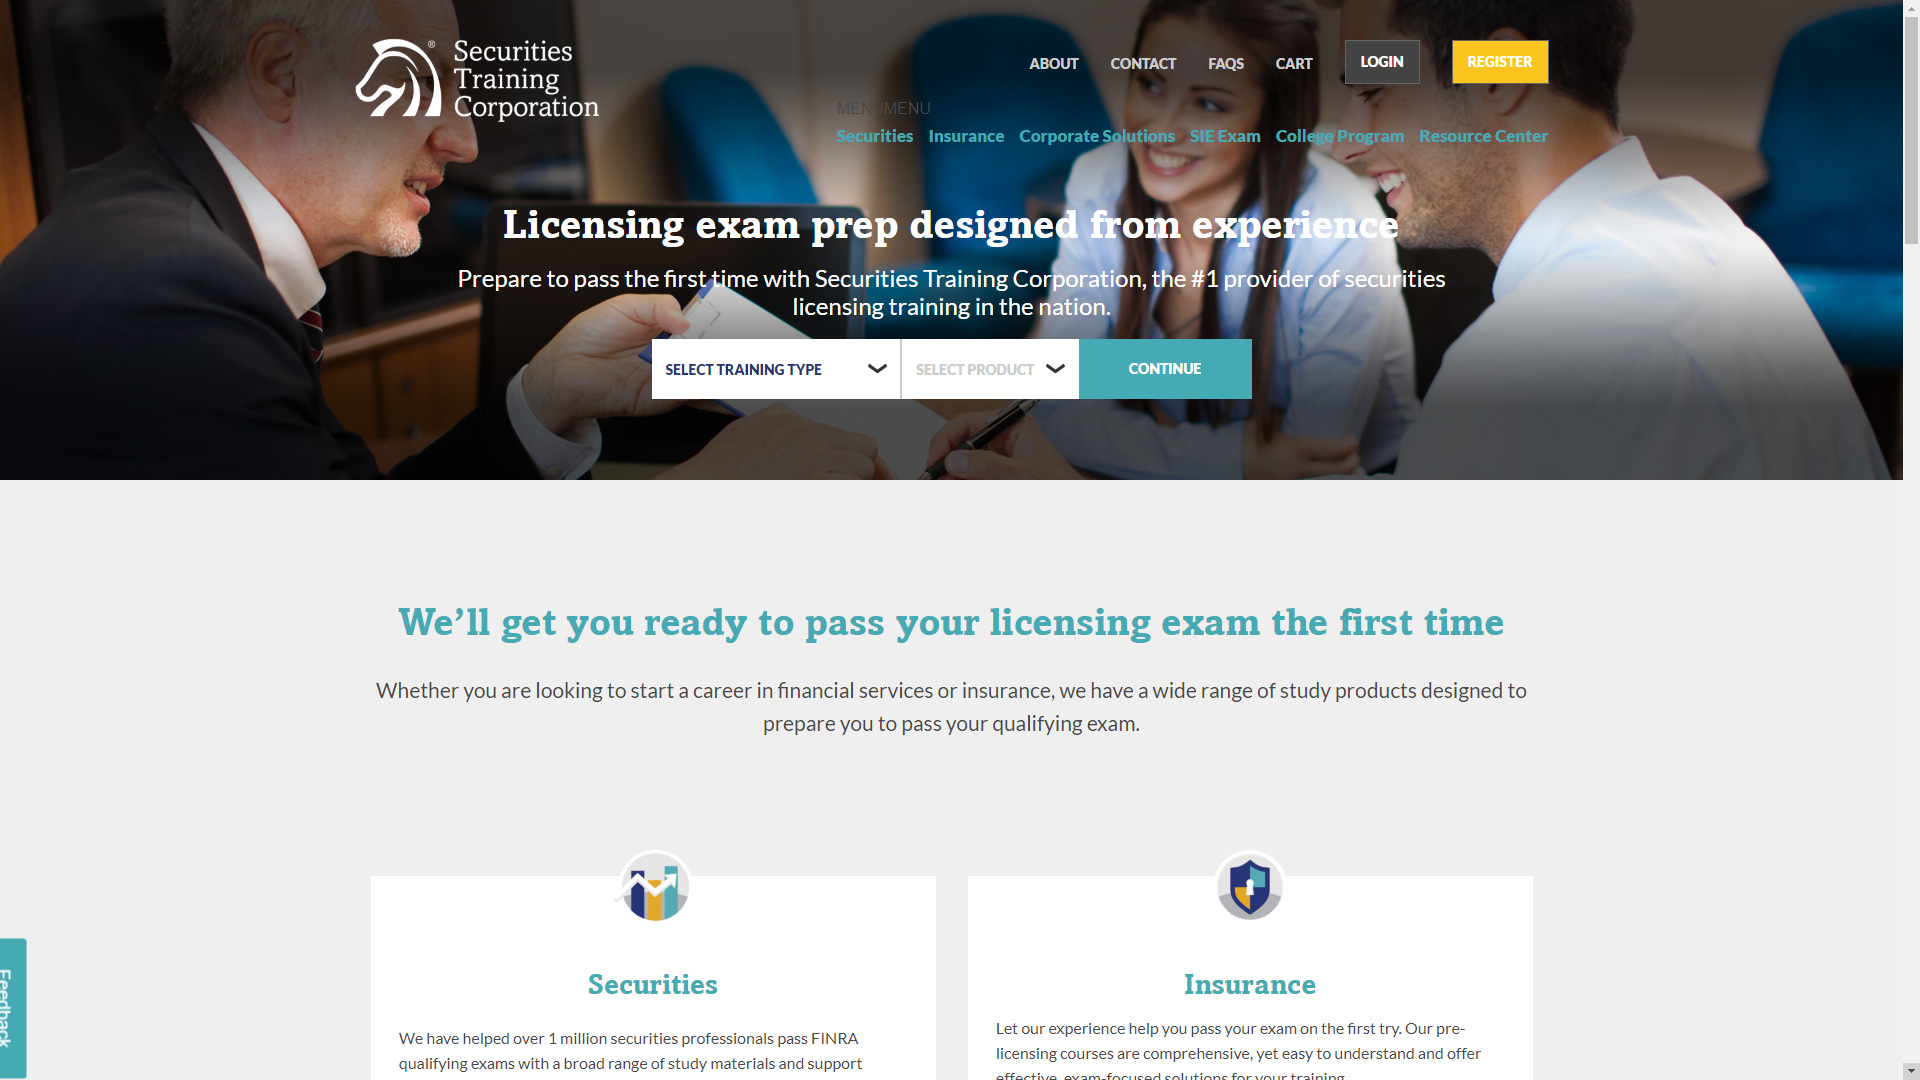 Securities
Training
Corporation
®
ABOUT CONTACT FAQS CART LOGIN REGISTER
MENUMENU
Securities Insurance Corporate Solutions SIE Exam College Program Resource Center
Licensing exam prep designed from experience
Prepare to pass the first time with Securities Training Corporation, the #1 provider of securities
licensing training in the nation.
SELECT TRAINING TYPE SELECT PRODUCT CONTINUE
We’ll get you ready to pass your licensing exam the first time
Whether you are looking to start a career in financial services or insurance, we have a wide range of study products designed to
prepare you to pass your qualifying exam.
Securities
We have helped over 1 million securities professionals pass FINRA
qualifying exams with a broad range of study materials and support
Insurance
Let our experience help you pass your exam on the first try. Our pre-
licensing courses are comprehensive, yet easy to understand and offer
effective, exam-focused solutions for your training.
Feedback